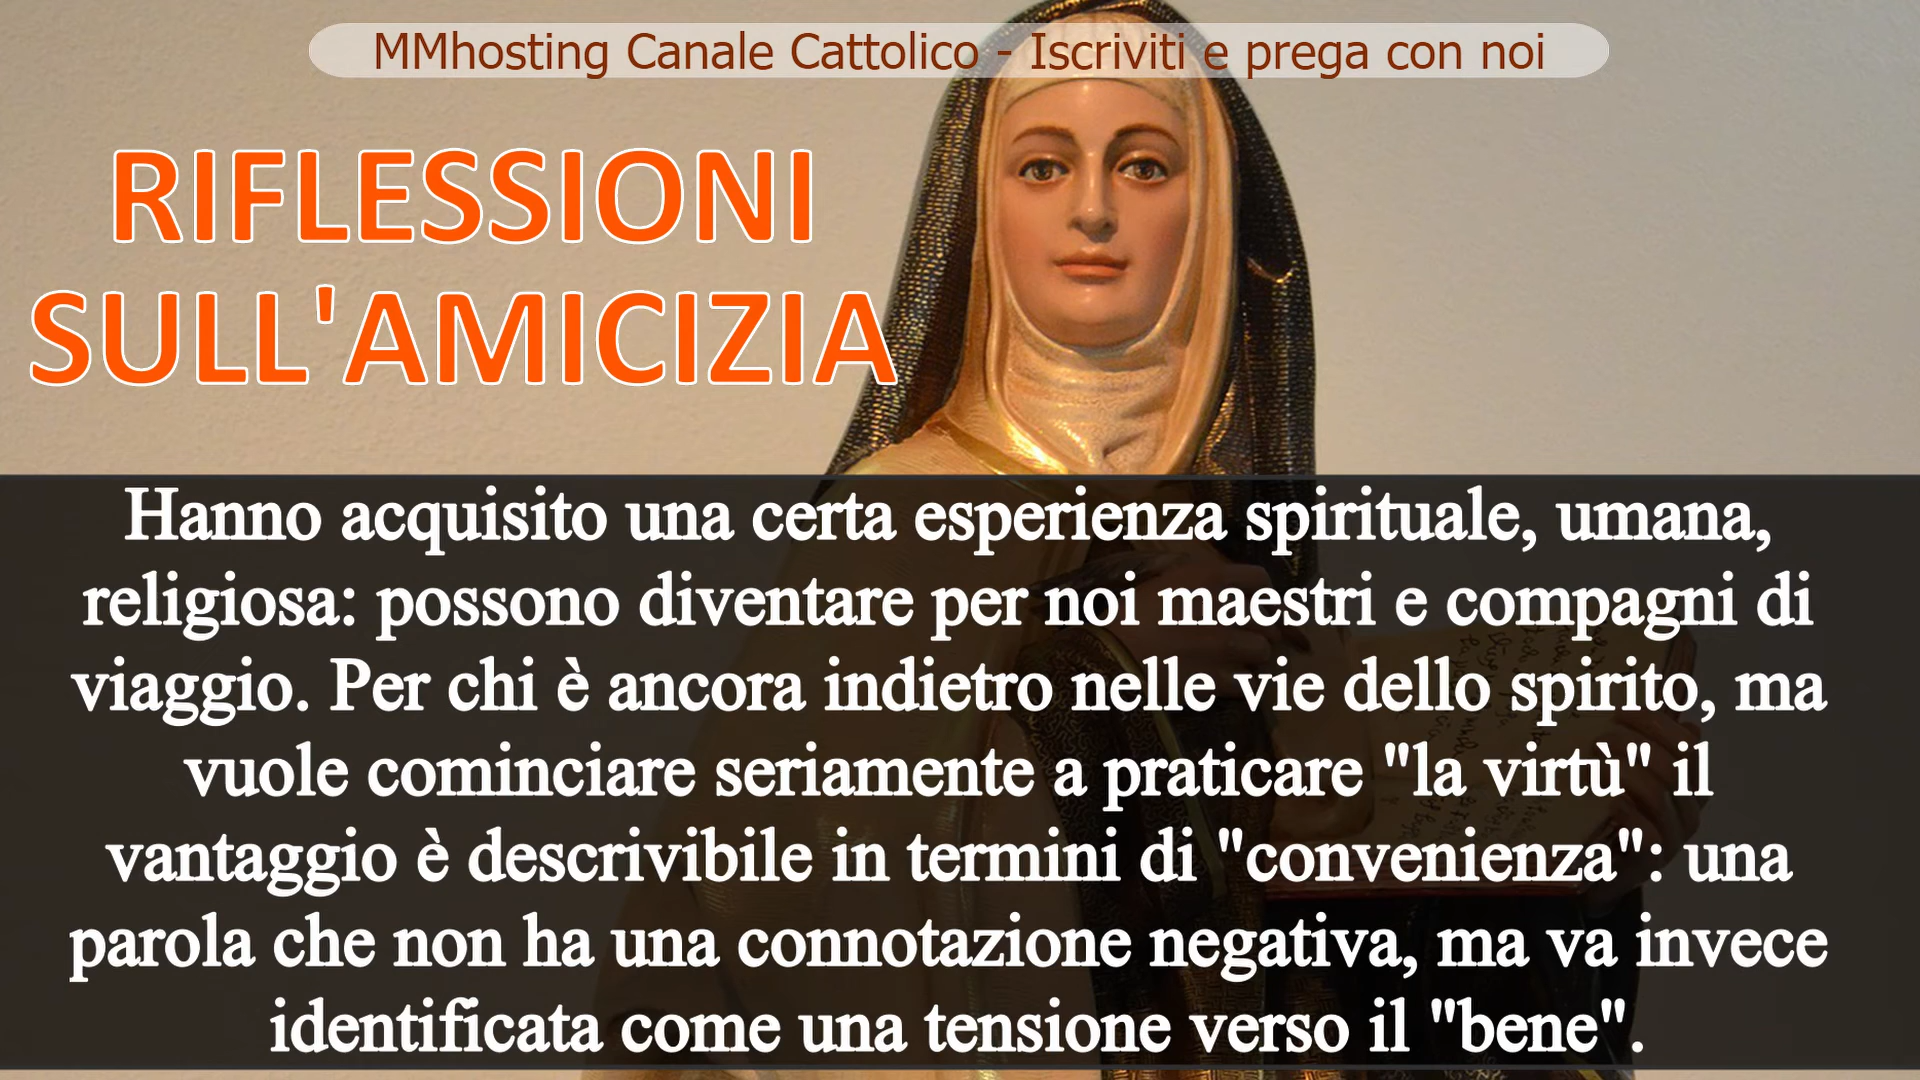 MMhosting Canale Cattolico - Iscriviti e prega con noi
RIFLESSIONI
SULL'AMICIZIA
Hanno acquisito una certa esperienza spirituale, umana,
religiosa: possono diventare per noi maestri e compagni di
viaggio. Per chi è ancora indietro nelle vie dello spirito, ma
vuole cominciare seriamente a praticare "la virtù" il
vantaggio è descrivibile in termini di "convenienza": una
parola che non ha una connotazione negativa, ma va invece
identificata come una tensione verso il "bene".